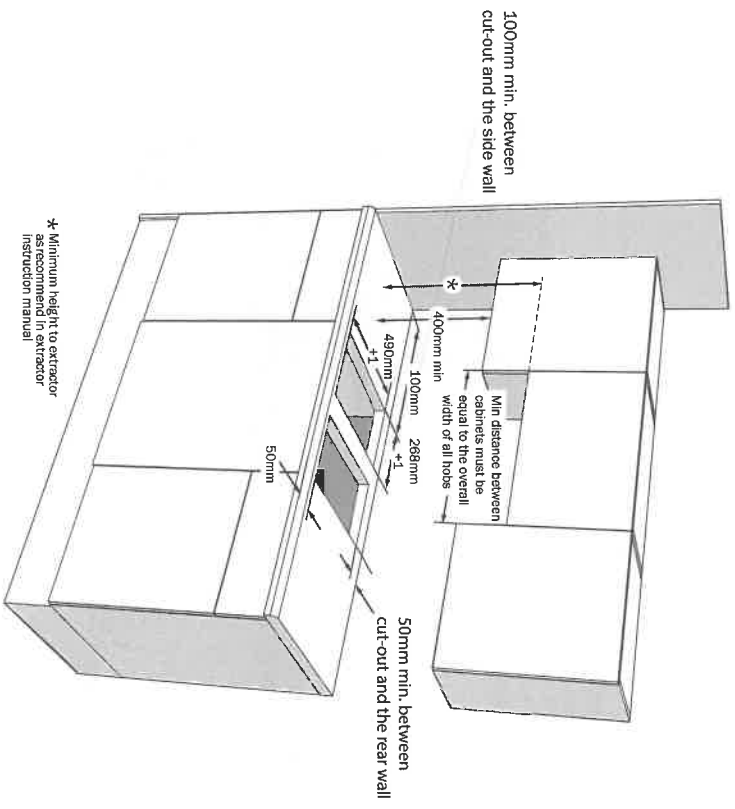 100mm min. between
cut-out and the side wall
*
400mm min
Min distance between
cabinets must be
equal to the overall
width of all hobs
100mm
268mm
+1
490mm
+1
50mm
50mm min. between
cut-out and the rear wall
* Minimum height to extractor
as recommend in extractor
instruction manual